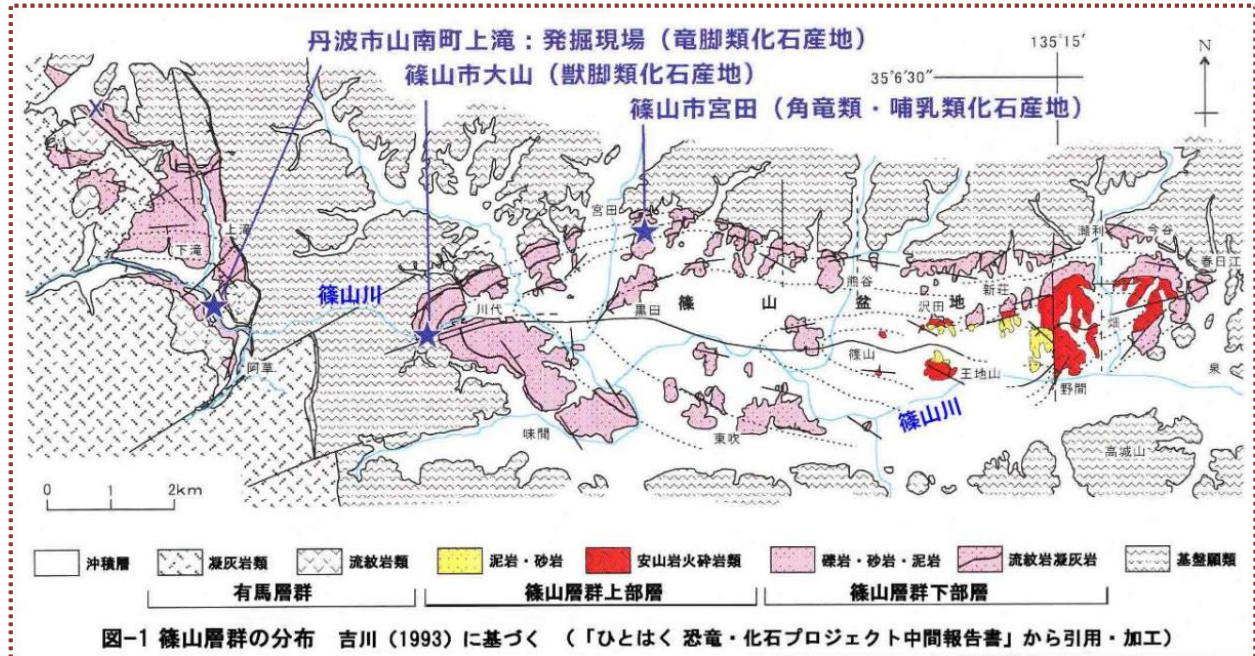 丹波市山南町上滝：発掘現場（竜脚類化石産地）
135°15′
N
篠山市大山（獣脚類化石産地）
35°6′30″
篠山市宮田（角竜類・哺乳類化石産地）
宮田
瀬利
今谷
上滝
春日江
下滝
熊谷
新荘
篠山川
川代
黒田
篠山盆地
沢田
畑
阿草
篠山
王地山
泉
野間
篠山川
味間
東吹
高城山
0 1 2km
沖積層
凝灰岩類
流紋岩類
泥岩・砂岩
安山岩火砕岩類
礫岩・砂岩・泥岩
流紋岩凝灰岩
基盤願類
有馬層群
篠山層群上部層
篠山層群下部層
図-1 篠山層群の分布 吉川（1993）に基づく （「ひとはく 恐竜・化石プロジェクト中間報告書」から引用・加工）